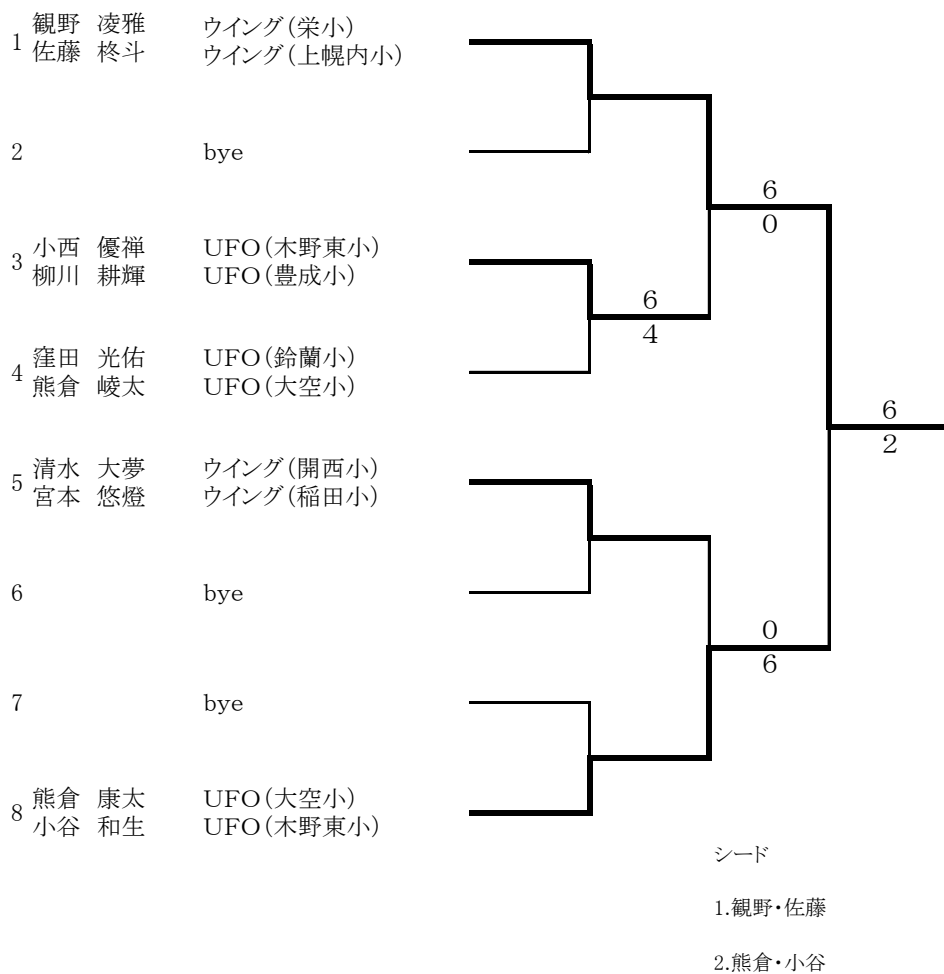 1 観野 凌雅 ウイング(栄小)
佐藤 柊斗 ウイング(上幌内小)
2 bye
6
0
3 小西 優禅 UFO(木野東小)
柳川 耕輝 UFO(豊成小)
6
4
4 窪田 光佑 UFO(鈴蘭小)
熊倉 崚太 UFO(大空小)
6
2
5 清水 大夢 ウイング(開西小)
宮本 悠燈 ウイング(稲田小)
6 bye
0
6
7 bye
8 熊倉 康太 UFO(大空小)
小谷 和生 UFO(木野東小)
シード
1.観野・佐藤
2.熊倉・小谷